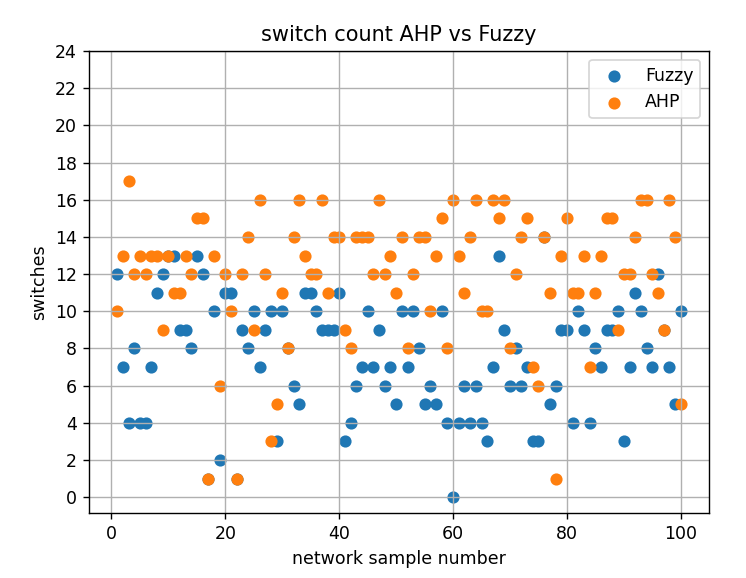 switch count AHP vs Fuzzy
24
22
20
18
16
14
12
10
8
6
4
2
0
switches
Fuzzy
AHP
0 20 40 60 80 100
network sample number